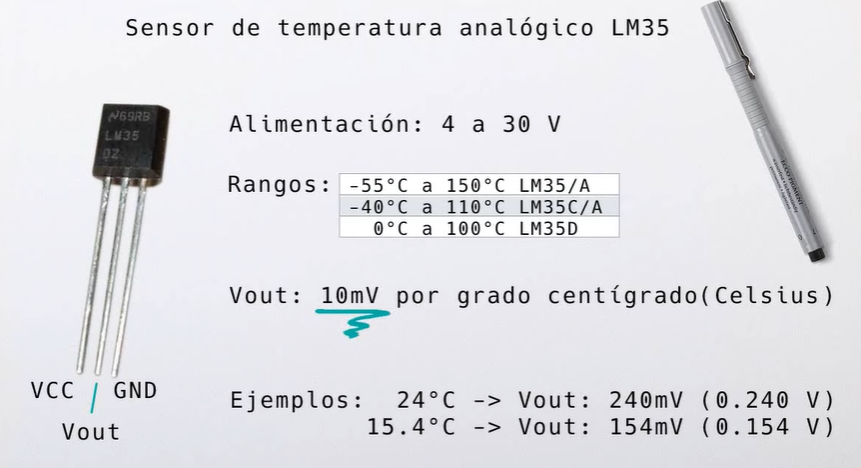 Sensor de temperatura analógico LM35
69RB
LM35
DZ
Alimentación: 4 a 30 V
Rangos:
-55°C a 150°C LM35/A
-40°C a 110°C LM35C/A
0°C a 100°C LM35D
Vout: 10mV por grado centígrado(Celsius)
VCC GND
Vout
Ejemplos: 24°C -> Vout: 240mV (0.240 V)
15.4°C -> Vout: 154mV (0.154 V)